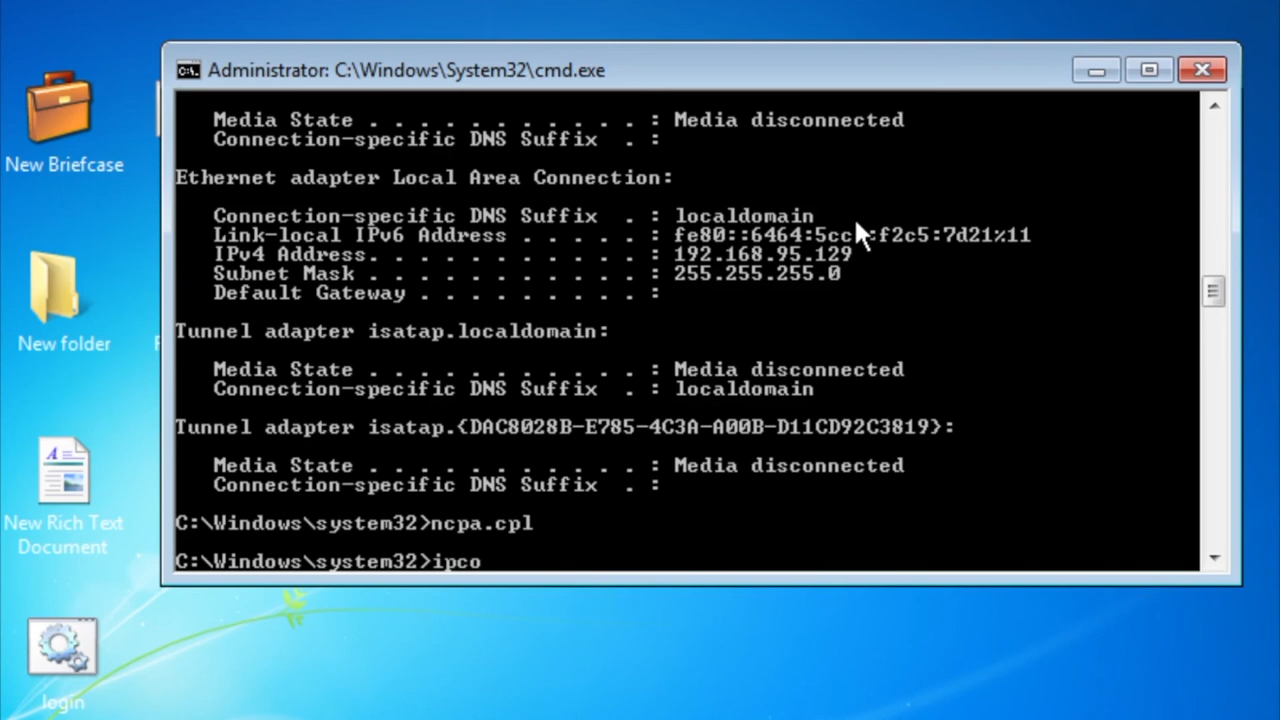 Administrator: C:\Windows\System32\cmd.exe
Media State . . . . . . . . . . . : Media disconnected
Connection-specific DNS Suffix  . :
Ethernet adapter Local Area Connection:
Connection-specific DNS Suffix  . : localdomain
Link-local IPv6 Address . . . . . :
IPv4 Address. . . . . . . . . . . : 192.168.95.129
Subnet Mask . . . . . . . . . . . : 255.255.255.0
Default Gateway . . . . . . . . . :
Tunnel adapter isatap.localdomain:
Media State . . . . . . . . . . . : Media disconnected
Connection-specific DNS Suffix  . : localdomain
Tunnel adapter isatap.{DAC8028B-E785-4C3A-A00B-D11CD92C3819}:
Media State . . . . . . . . . . . : Media disconnected
Connection-specific DNS Suffix  . :
C:\Windows\system32>ncpa.cpl
C:\Windows\system32>ipco
New Briefcase
New folder
New Rich Text
Document
login